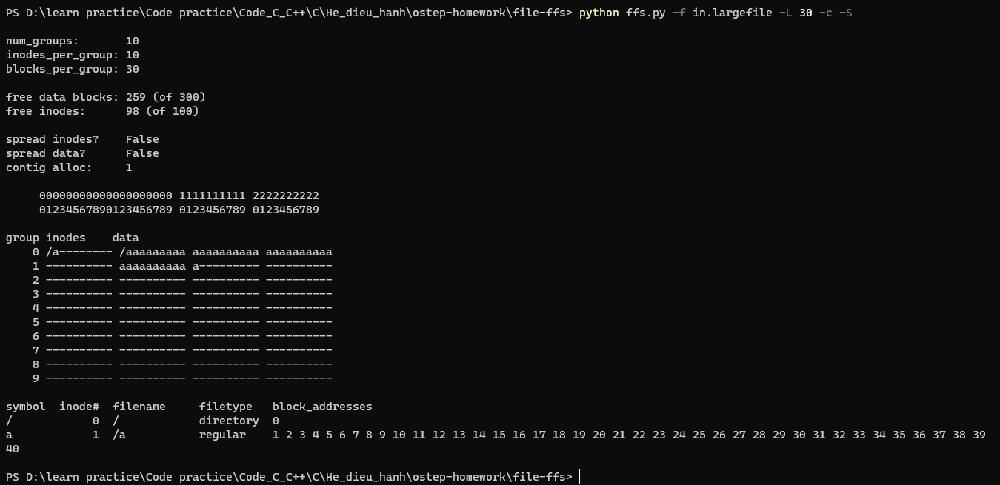 PS D:\learn practice\Code practice\Code_C_C++\C\He_dieu_hanh\ostep-homework\file-ffs> python ffs.py -f in.largefile -L 30 -c -S
num_groups:       10
inodes_per_group: 10
blocks_per_group: 30
free data blocks: 259 (of 300)
free inodes:      98 (of 100)
spread inodes?    False
spread data?      False
contig alloc:     1
     00000000000000000000 1111111111 2222222222
     01234567890123456789 0123456789 0123456789
group inodes    data
    0 /a-------- /aaaaaaaaa aaaaaaaaaa aaaaaaaaaa
    1 ---------- aaaaaaaaaa a--------- ----------
    2 ---------- ---------- ---------- ----------
    3 ---------- ---------- ---------- ----------
    4 ---------- ---------- ---------- ----------
    5 ---------- ---------- ---------- ----------
    6 ---------- ---------- ---------- ----------
    7 ---------- ---------- ---------- ----------
    8 ---------- ---------- ---------- ----------
    9 ---------- ---------- ---------- ----------
symbol  inode#  filename     filetype   block_addresses
/            0  /            directory  0
a            1  /a           regular    1 2 3 4 5 6 7 8 9 10 11 12 13 14 15 16 17 18 19 20 21 22 23 24 25 26 27 28 29 30 31 32 33 34 35 36 37 38 39
40
PS D:\learn practice\Code practice\Code_C_C++\C\He_dieu_hanh\ostep-homework\file-ffs>